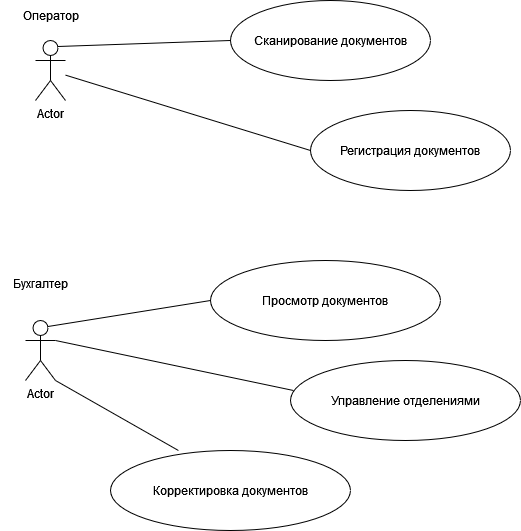 Оператор
Сканирование документов
Actor
Регистрация документов
Бухгалтер
Просмотр документов
Actor
Управление отделениями
Корректировка документов